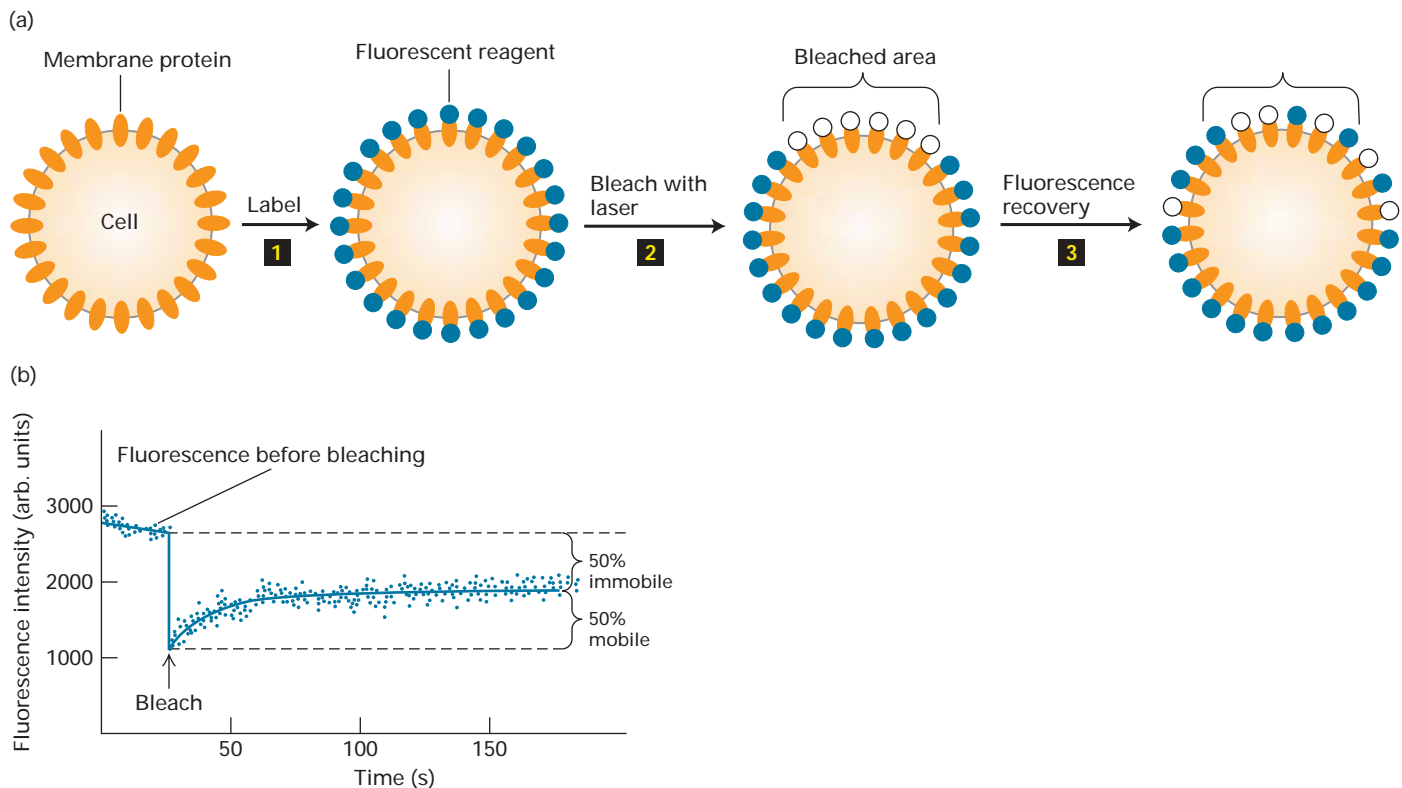 (a)
Membrane protein
Cell
Label
1
Fluorescent reagent
Bleach with
laser
2
Bleached area
Fluorescence
recovery
3
(b)
Fluorescence intensity (arb. units)
3000
2000
1000
Fluorescence before bleaching
50%
immobile
50%
mobile
Bleach
50
100
150
Time (s)